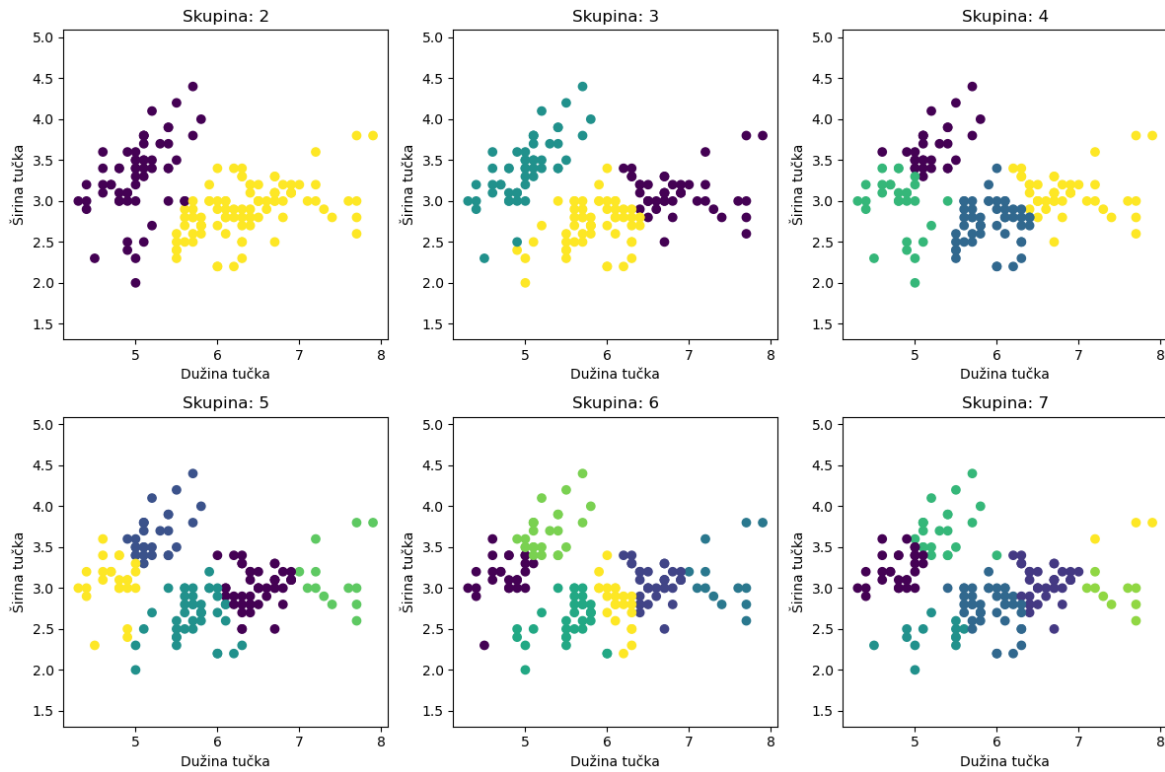 Skupina: 2
5.0
4.5
4.0
3.5
3.0
2.5
2.0
1.5
Širina tučka
5 6 7 8
Dužina tučka
Skupina: 3
5.0
4.5
4.0
3.5
3.0
2.5
2.0
1.5
Širina tučka
5 6 7 8
Dužina tučka
Skupina: 4
5.0
4.5
4.0
3.5
3.0
2.5
2.0
1.5
Širina tučka
5 6 7 8
Dužina tučka
Skupina: 5
5.0
4.5
4.0
3.5
3.0
2.5
2.0
1.5
Širina tučka
5 6 7 8
Dužina tučka
Skupina: 6
5.0
4.5
4.0
3.5
3.0
2.5
2.0
1.5
Širina tučka
5 6 7 8
Dužina tučka
Skupina: 7
5.0
4.5
4.0
3.5
3.0
2.5
2.0
1.5
Širina tučka
5 6 7 8
Dužina tučka